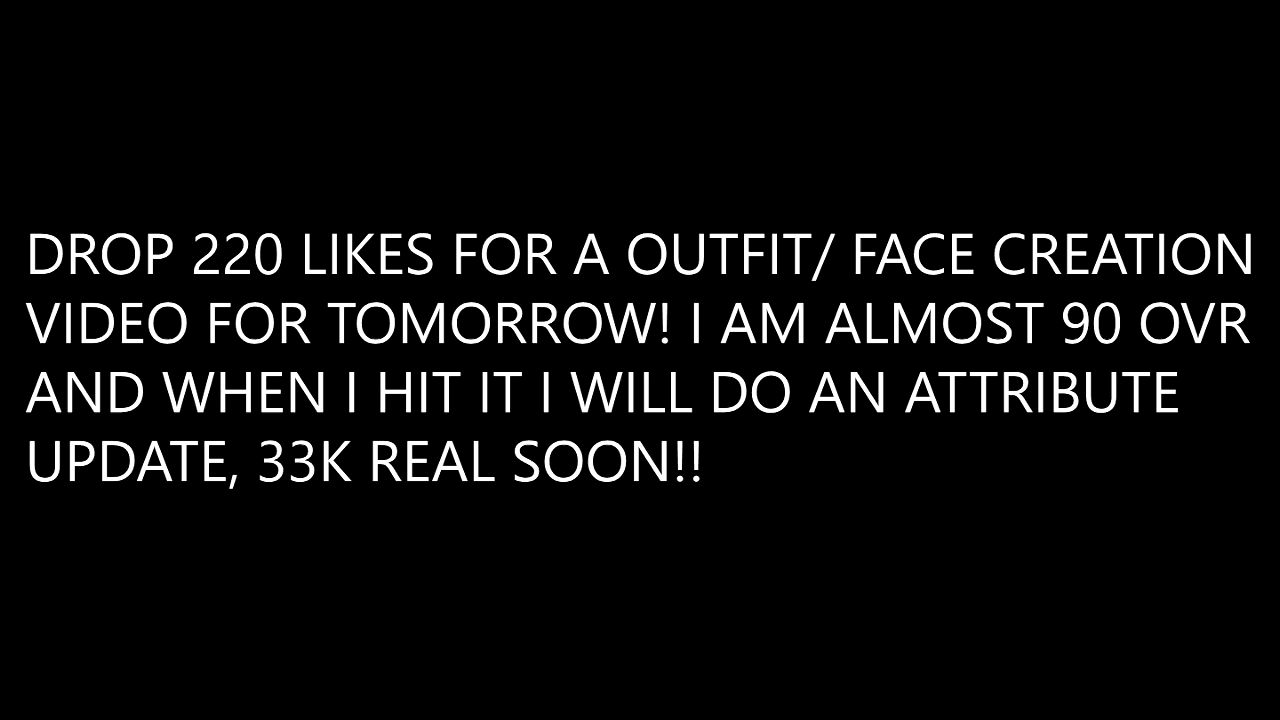 DROP 220 LIKES FOR A OUTFIT/ FACE CREATION
VIDEO FOR TOMORROW! I AM ALMOST 90 OVR
AND WHEN I HIT IT I WILL DO AN ATTRIBUTE
UPDATE, 33K REAL SOON!!